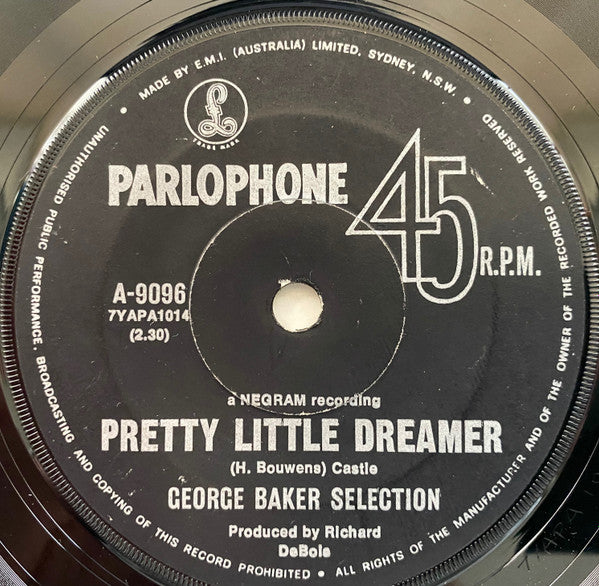 MADE BY E.M.I. (AUSTRALIA) LIMITED, SYDNEY, N.S.W. •
£
TRADE MARK
PARLOPHONE
45
R.P.M.
A-9096
7YAPA1014
(2.30)
a NEGRAM recording
PRETTY LITTLE DREAMER
(H. Bouwens) Castle
GEORGE BAKER SELECTION
Produced by Richard
DeBois
• ALL RIGHTS OF THE MANUFACTURER AND OF THE OWNER OF THE RECORDED WORK RESERVED
UNAUTHORISED PUBLIC PERFORMANCE, BROADCASTING AND COPYING OF THIS RECORD PROHIBITED